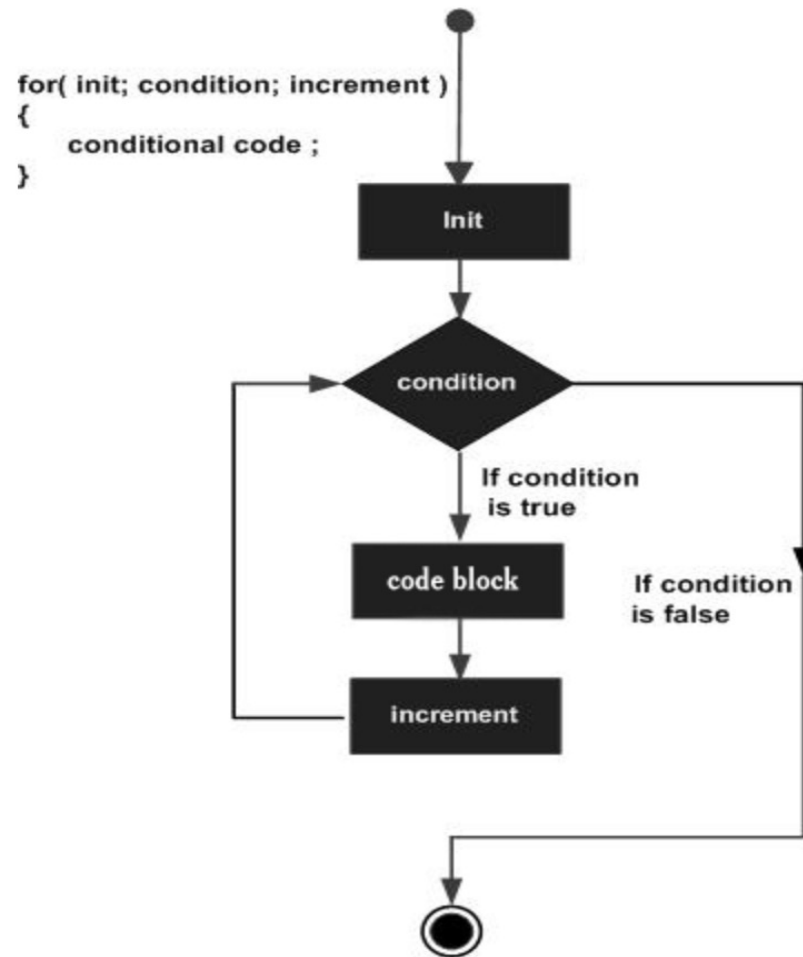 for( init; condition; increment )
{
conditional code ;
}
Init
condition
If condition
is true
code block
If condition
is false
increment